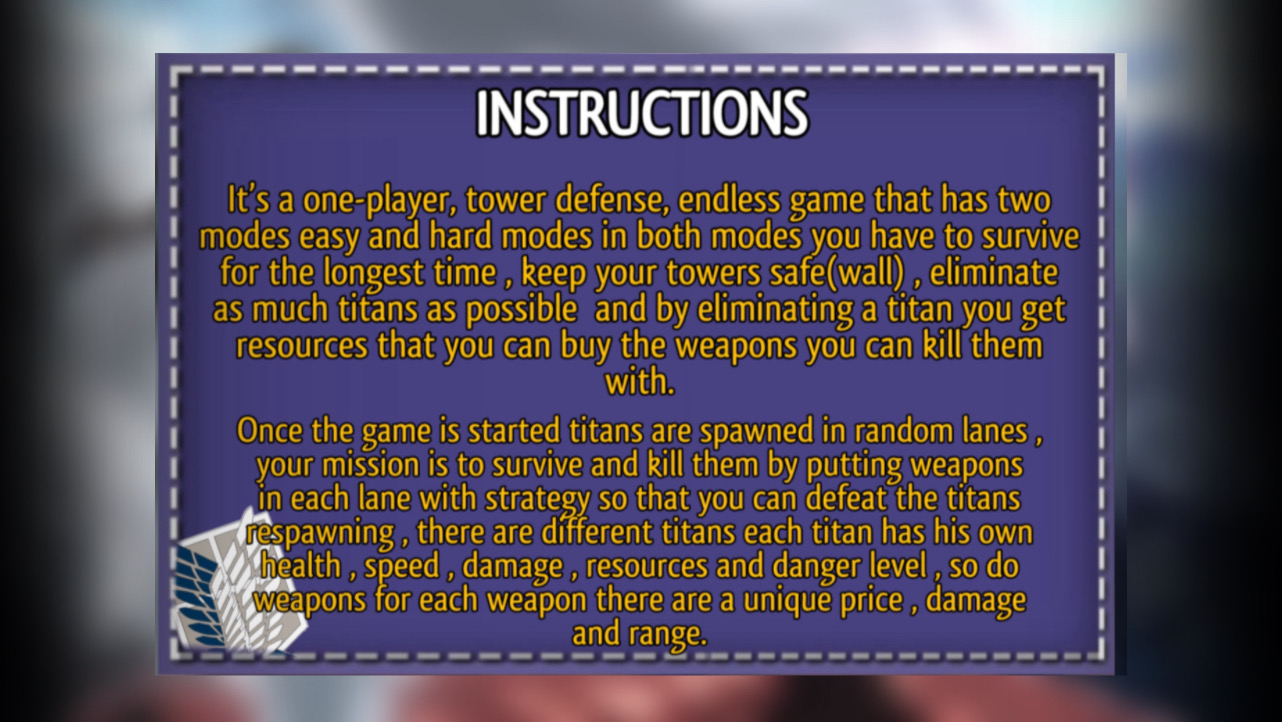 INSTRUCTIONS
It's a one-player, tower defense, endless game that has two
modes easy and hard modes in both modes you have to survive
for the longest time , keep your towers safe(wall) , eliminate
as much titans as possible  and by eliminating a titan you get
resources that you can buy the weapons you can kill them
with.
Once the game is started titans are spawned in random lanes ,
your mission is to survive and kill them by putting weapons
in each lane with strategy so that you can defeat the titans
respawning , there are different titans each titan has his own
health , speed , damage , resources and danger level , so do
weapons for each weapon there are a unique price , damage
and range.